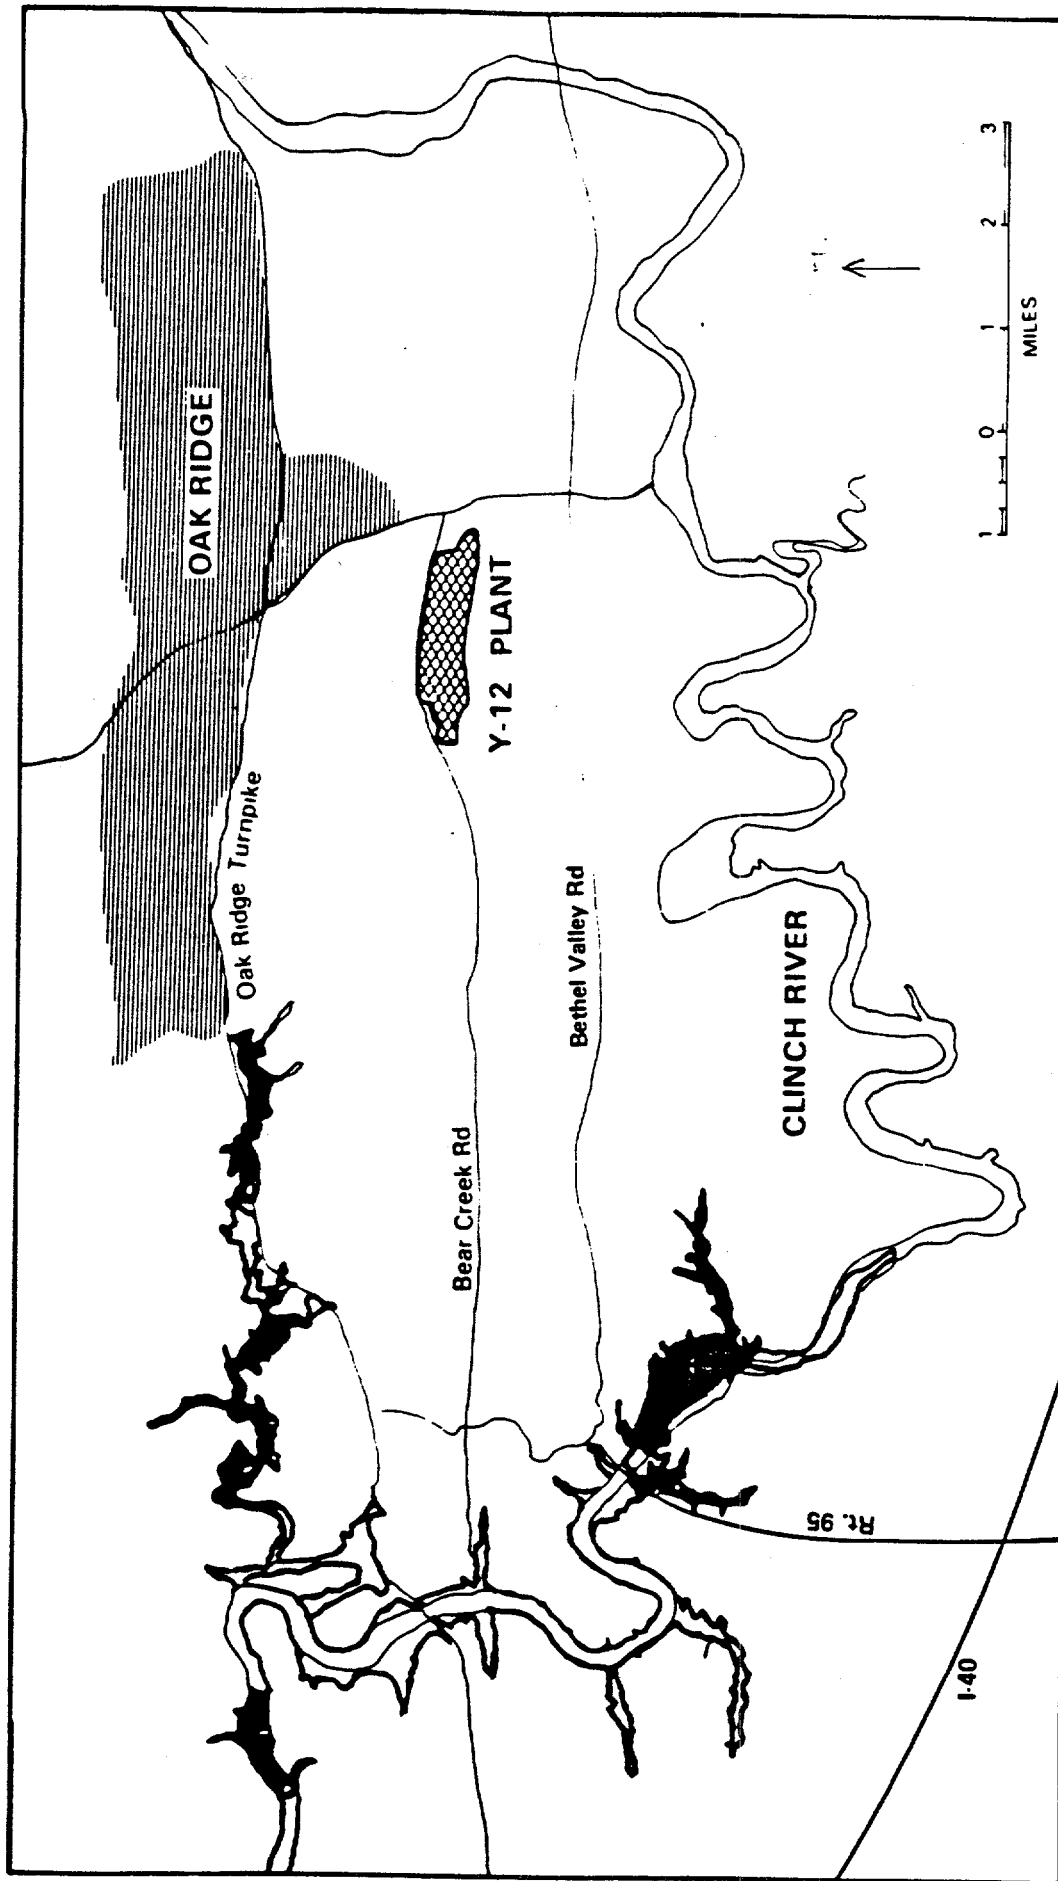 OAK RIDGE
Oak Ridge Turnpike
Y-12 PLANT
Bear Creek Rd
Bethel Valley Rd
CLINCH RIVER
Rt. 95
I-40
1 0 1 2 3
MILES